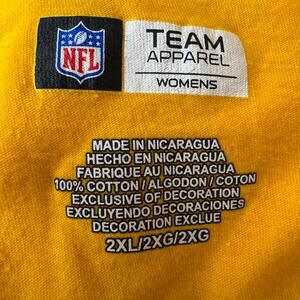 NFL
TEAM
APPAREL
WOMENS
MADE IN NICARAGUA
HECHO EN NICARAGUA
FABRIQUE AU NICARAGUA
100% COTTON / ALGODON / COTON
EXCLUSIVE OF DECORATION
EXCLUYENDO DECORACIONES
DECORATION EXCLUE
2XL/2XG/2XG